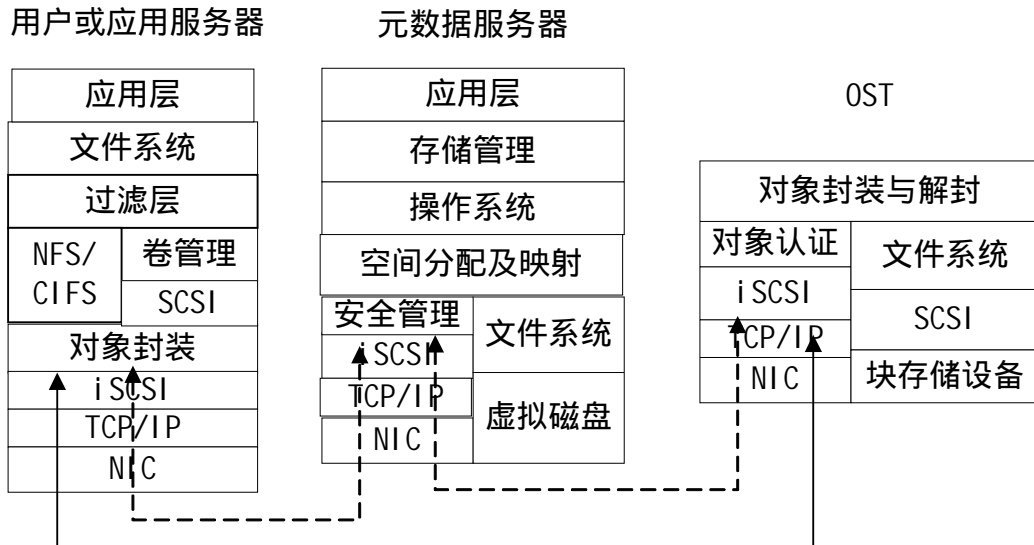 用户或应用服务器
应用层
文件系统
过滤层
NFS/
CIFS
卷管理
SCSI
对象封装
iSCSI
TCP/IP
NIC
元数据服务器
应用层
存储管理
操作系统
空间分配及映射
安全管理
iSCSI
TCP/IP
NIC
文件系统
虚拟磁盘
OST
对象封装与解封
对象认证
iSCSI
TCP/IP
NIC
文件系统
SCSI
块存储设备